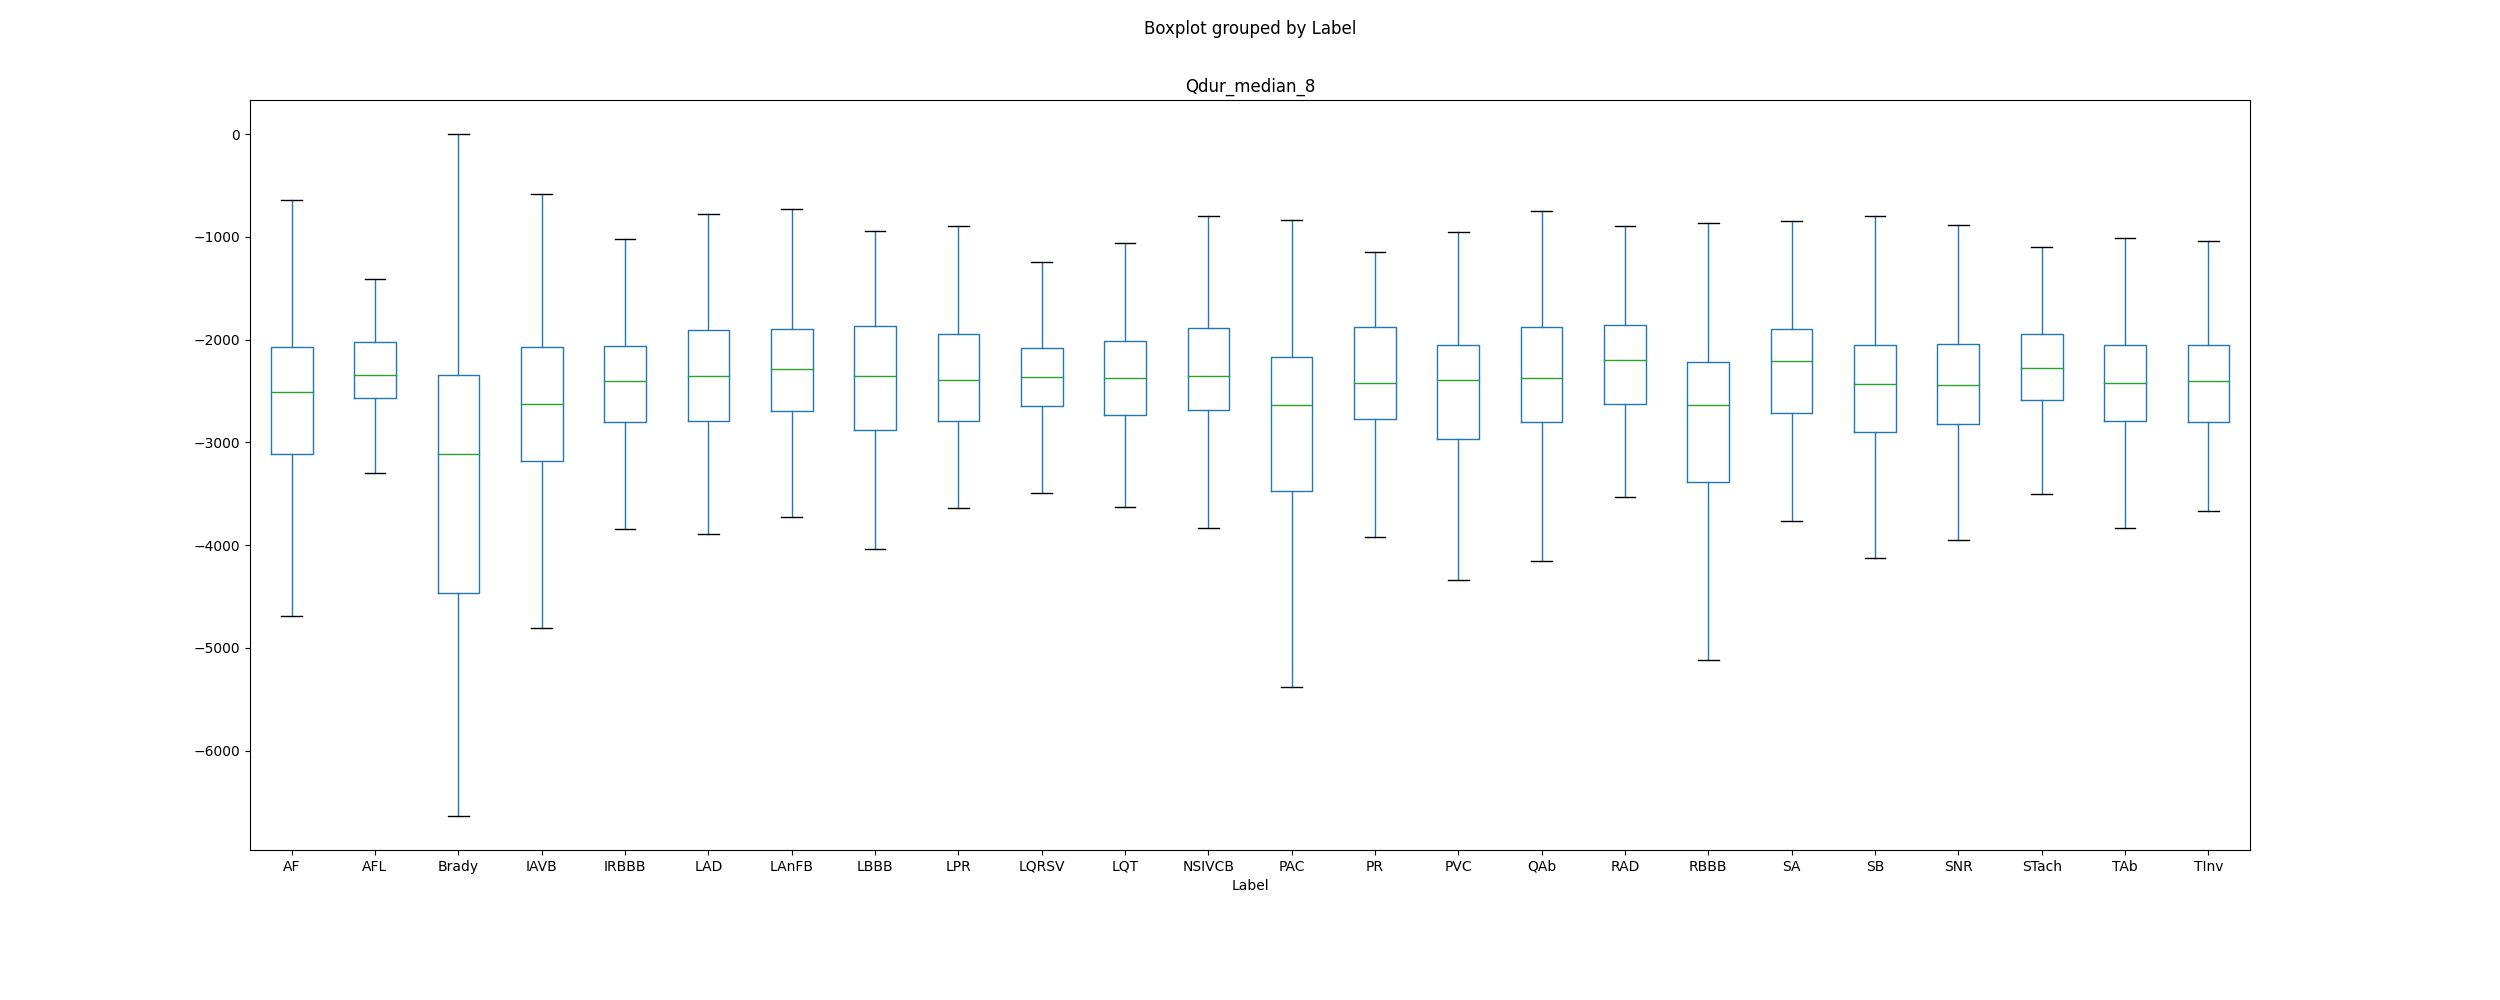 Boxplot grouped by Label
Qdur_median_8
0
−1000
−2000
−3000
−4000
−5000
−6000
AF AFL Brady IAVB IRBBB LAD LAnFB LBBB LPR LQRSV LQT NSIVCB PAC PR PVC QAb RAD RBBB SA SB SNR STach TAb TInv
Label